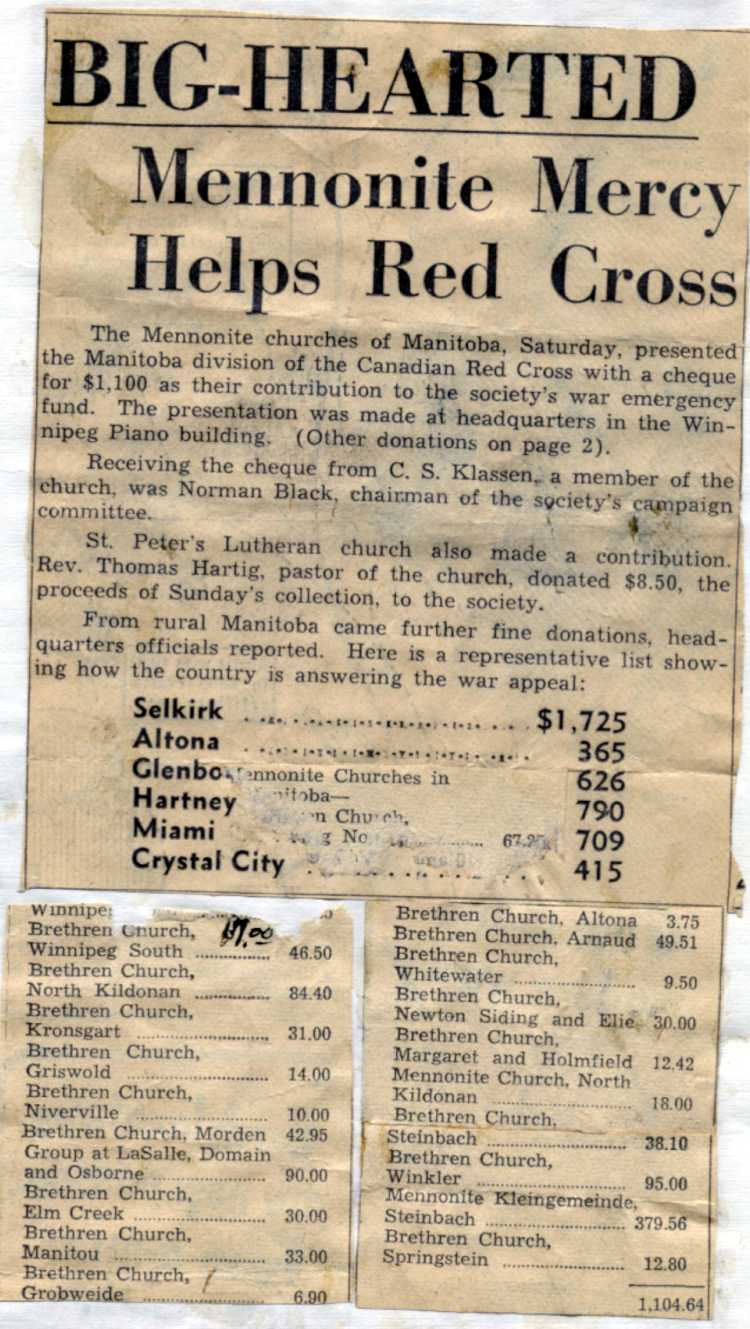 BIG-HEARTED
Mennonite Mercy
Helps Red Cross
The Mennonite churches of Manitoba, Saturday, presented
the Manitoba division of the Canadian Red Cross with a cheque
for $1,100 as their contribution to the society's war emergency
fund. The presentation was made at headquarters in the Win-
nipeg Piano building. (Other donations on page 2).
Receiving the cheque from C. S. Klassen, a member of the
church, was Norman Black, chairman of the society's campaign
committee.
St. Peter's Lutheran church also made a contribution.
Rev. Thomas Hartig, pastor of the church, donated $8.50, the
proceeds of Sunday's collection, to the society.
From rural Manitoba came further fine donations, head-
quarters officials reported. Here is a representative list show-
ing how the country is answering the war appeal:
Selkirk $1,725
Altona 365
Glenbo 626
ennonite Churches in
Hartney 790
Miami 709
Crystal City 415
Brethren Church, 67.00
Winnipeg South 46.50
Brethren Church,
North Kildonan 84.40
Brethren Church,
Kronsgart 31.00
Brethren Church,
Griswold 14.00
Brethren Church,
Niverville 10.00
Brethren Church, Morden 42.95
Group at LaSalle, Domain
and Osborne 90.00
Brethren Church,
Elm Creek 30.00
Brethren Church,
Manitou 33.00
Brethren Church,
Grobweide 6.90
Brethren Church, Altona 3.75
Brethren Church, Arnaud 49.51
Brethren Church,
Whitewater 9.50
Brethren Church,
Newton Siding and Elie 30.00
Brethren Church,
Margaret and Holmfield 12.42
Mennonite Church, North
Kildonan 18.00
Brethren Church,
Steinbach 38.10
Brethren Church,
Winkler 95.00
Mennonite Kleingemeinde,
Steinbach 379.56
Brethren Church,
Springstein 12.80
1,104.64